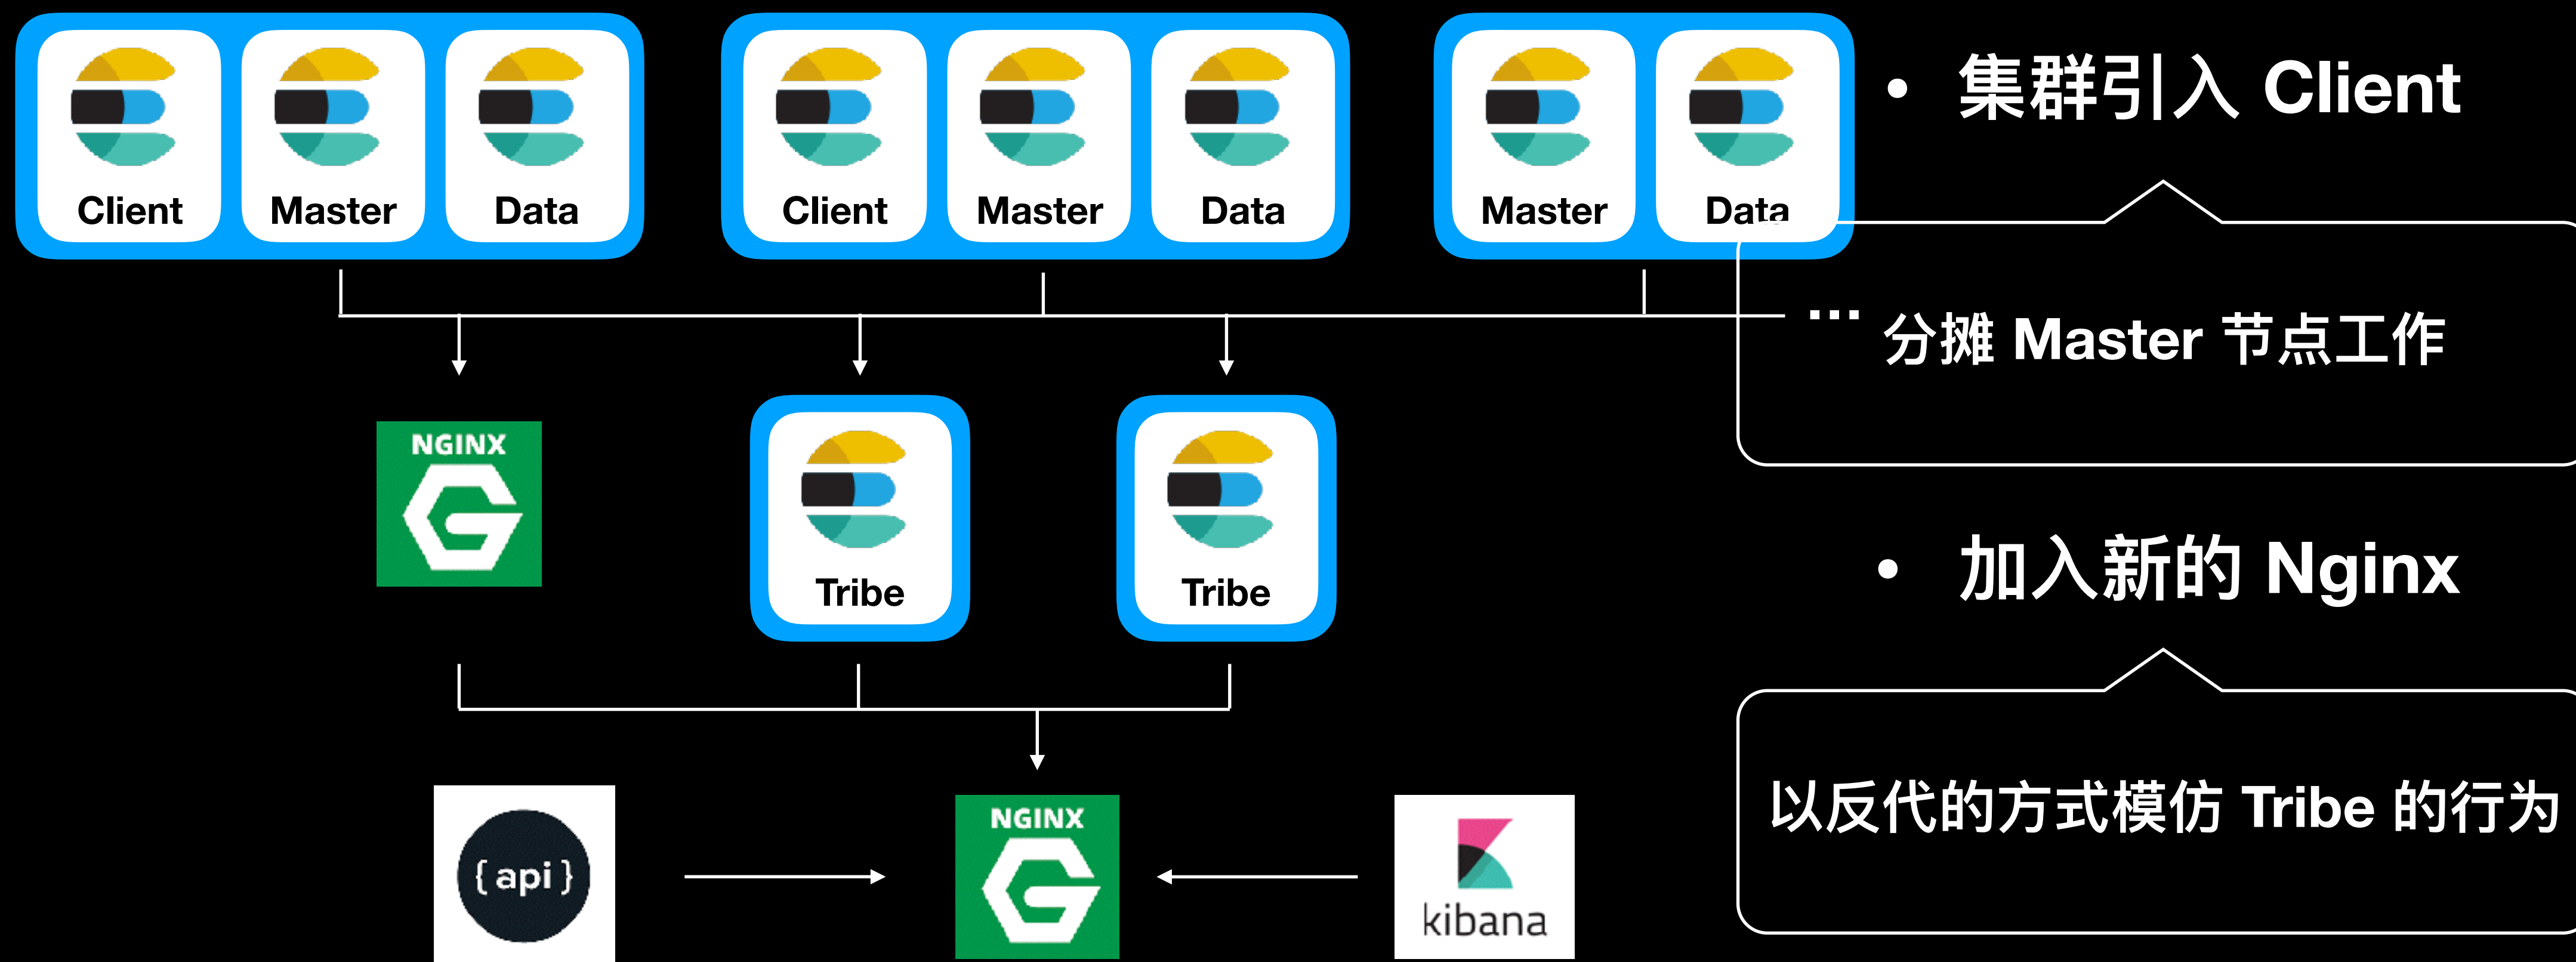 Client Master Data Client Master Data Master Data
• 集群引入 Client
分摊 Master 节点工作
...
NGINX
Tribe Tribe
• 加入新的 Nginx
以反代的方式模仿 Tribe 的行为
{ api }
NGINX
kibana